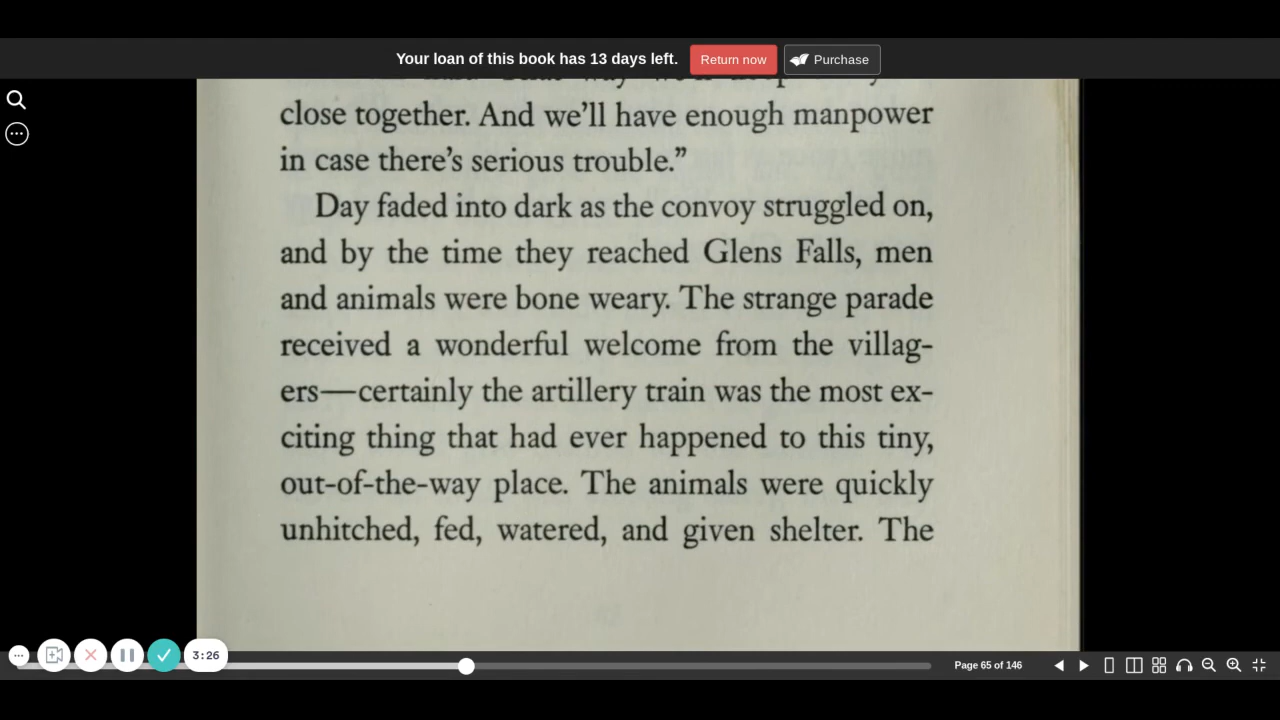 Your loan of this book has 13 days left. Return now Purchase
close together. And we'll have enough manpower
in case there's serious trouble."
Day faded into dark as the convoy struggled on,
and by the time they reached Glens Falls, men
and animals were bone weary. The strange parade
received a wonderful welcome from the villag-
ers—certainly the artillery train was the most ex-
citing thing that had ever happened to this tiny,
out-of-the-way place. The animals were quickly
unhitched, fed, watered, and given shelter. The
3:26
Page 65 of 146